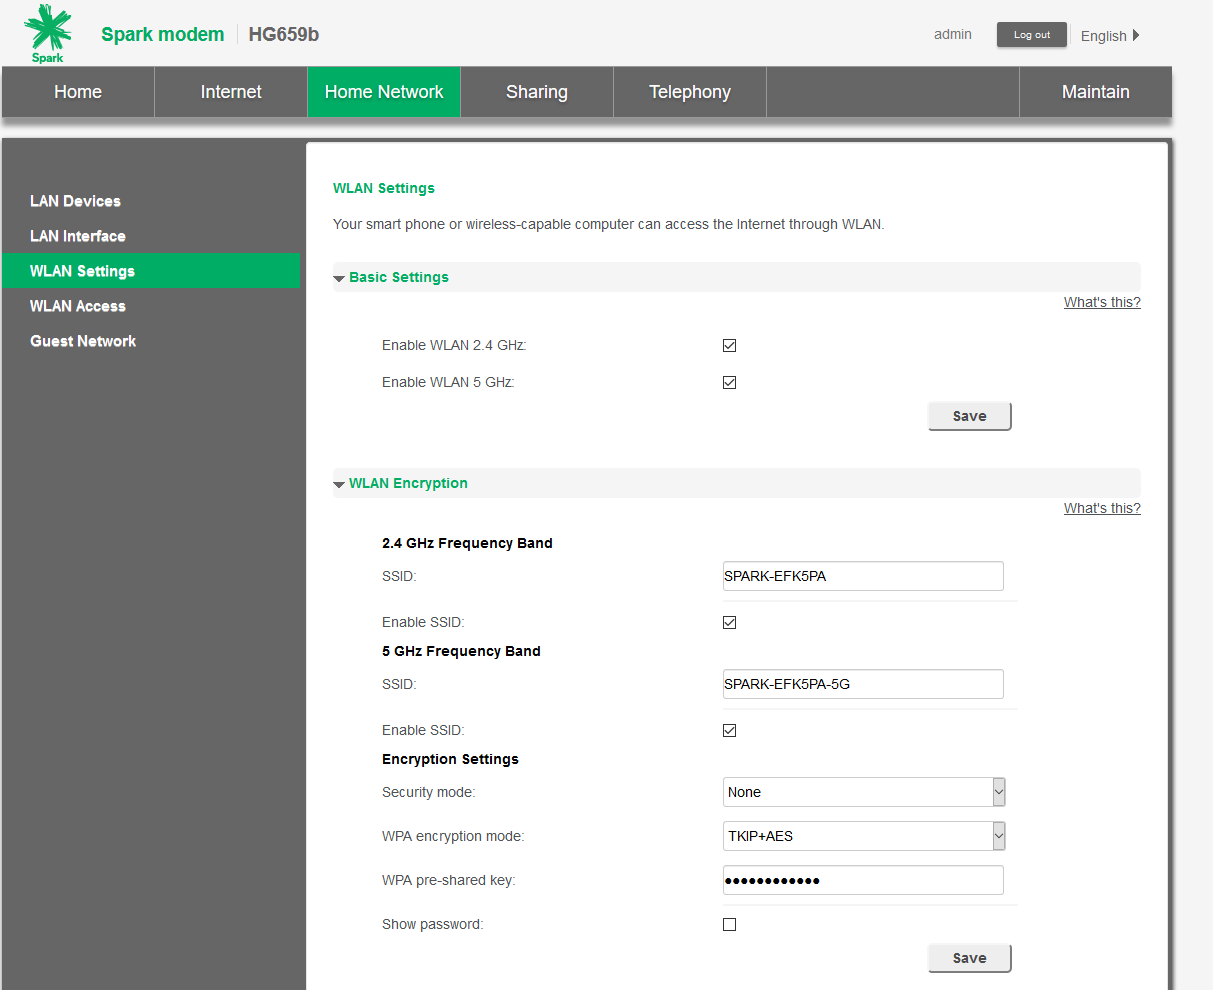 Spark
Spark modem HG659b
admin Log out English
Home Internet Home Network Sharing Telephony Maintain
LAN Devices
LAN Interface
WLAN Settings
WLAN Access
Guest Network
WLAN Settings
Your smart phone or wireless-capable computer can access the Internet through WLAN.
Basic Settings
What's this?
Enable WLAN 2.4 GHz:
Enable WLAN 5 GHz:
Save
WLAN Encryption
What's this?
2.4 GHz Frequency Band
SSID: SPARK-EFK5PA
Enable SSID:
5 GHz Frequency Band
SSID: SPARK-EFK5PA-5G
Enable SSID:
Encryption Settings
Security mode: None
WPA encryption mode: TKIP+AES
WPA pre-shared key: ●●●●●●●●●●●●
Show password:
Save